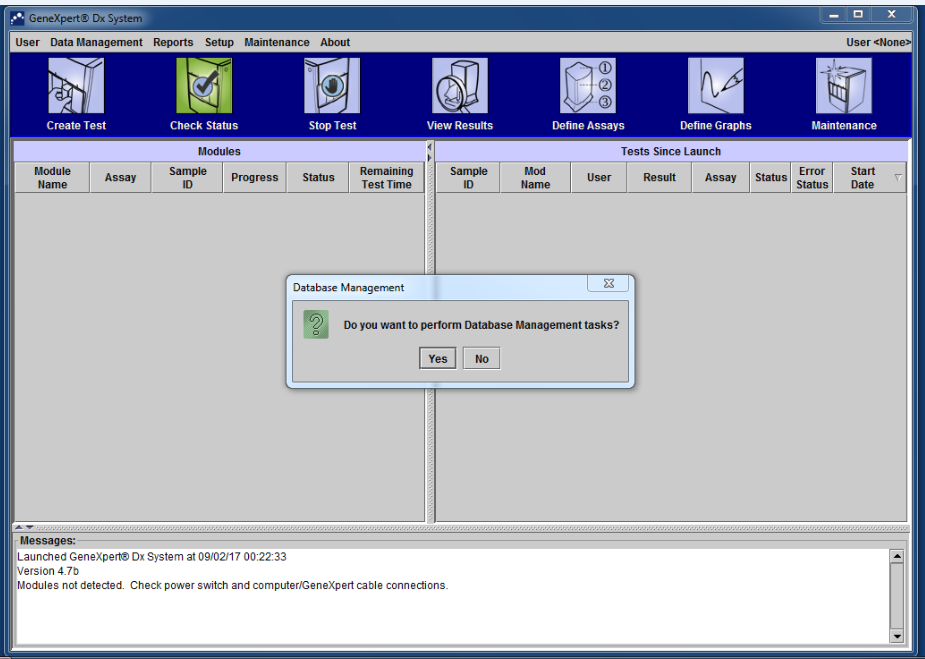 GeneXpert® Dx System
User Data Management Reports Setup Maintenance About User <None>
Create Test Check Status Stop Test View Results Define Assays Define Graphs Maintenance
Modules
Module Name Assay Sample ID Progress Status Remaining Test Time
Tests Since Launch
Sample ID Mod Name User Result Assay Status Error Status Start Date
Database Management
Do you want to perform Database Management tasks?
Yes No
Messages:
Launched GeneXpert® Dx System at 09/02/17 00:22:33
Version 4.7b
Modules not detected. Check power switch and computer/GeneXpert cable connections.